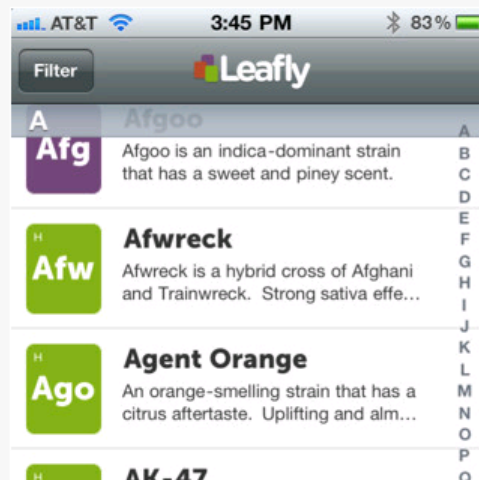 AT&T 3:45 PM 83%
Filter Leafly
A
Afgoo
Afg
Afgoo is an indica-dominant strain
that has a sweet and piney scent.
H
Afw
Afwreck
Afwreck is a hybrid cross of Afghani
and Trainwreck. Strong sativa effe...
H
Ago
Agent Orange
An orange-smelling strain that has a
citrus aftertaste. Uplifting and alm...
H
AK-47
A
B
C
D
E
F
G
H
I
J
K
L
M
N
O
P
Q